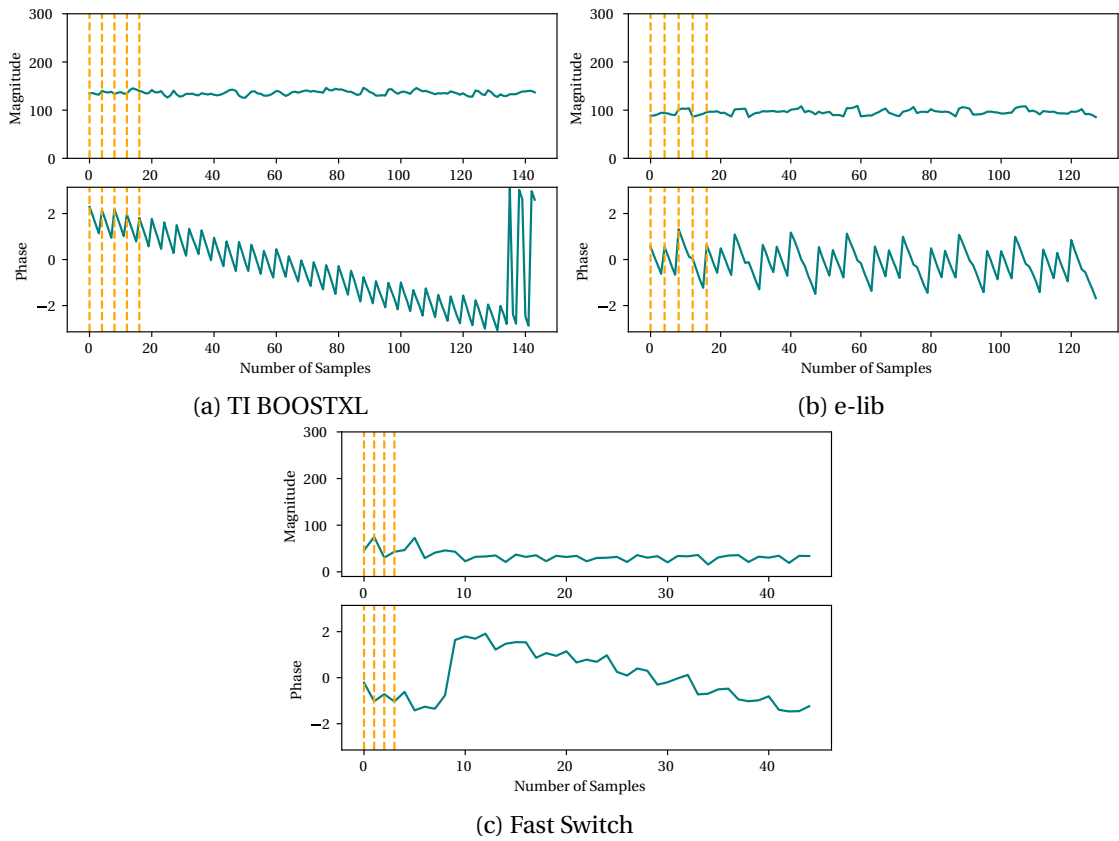 300
200
100
0
Magnitude
0 20 40 60 80 100 120 140
2
0
−2
Phase
0 20 40 60 80 100 120 140
Number of Samples
(a) TI BOOSTXL
300
200
100
0
Magnitude
0 20 40 60 80 100 120
2
0
−2
Phase
0 20 40 60 80 100 120
Number of Samples
(b) e-lib
300
200
100
0
Magnitude
0 10 20 30 40
2
0
−2
Phase
0 10 20 30 40
Number of Samples
(c) Fast Switch